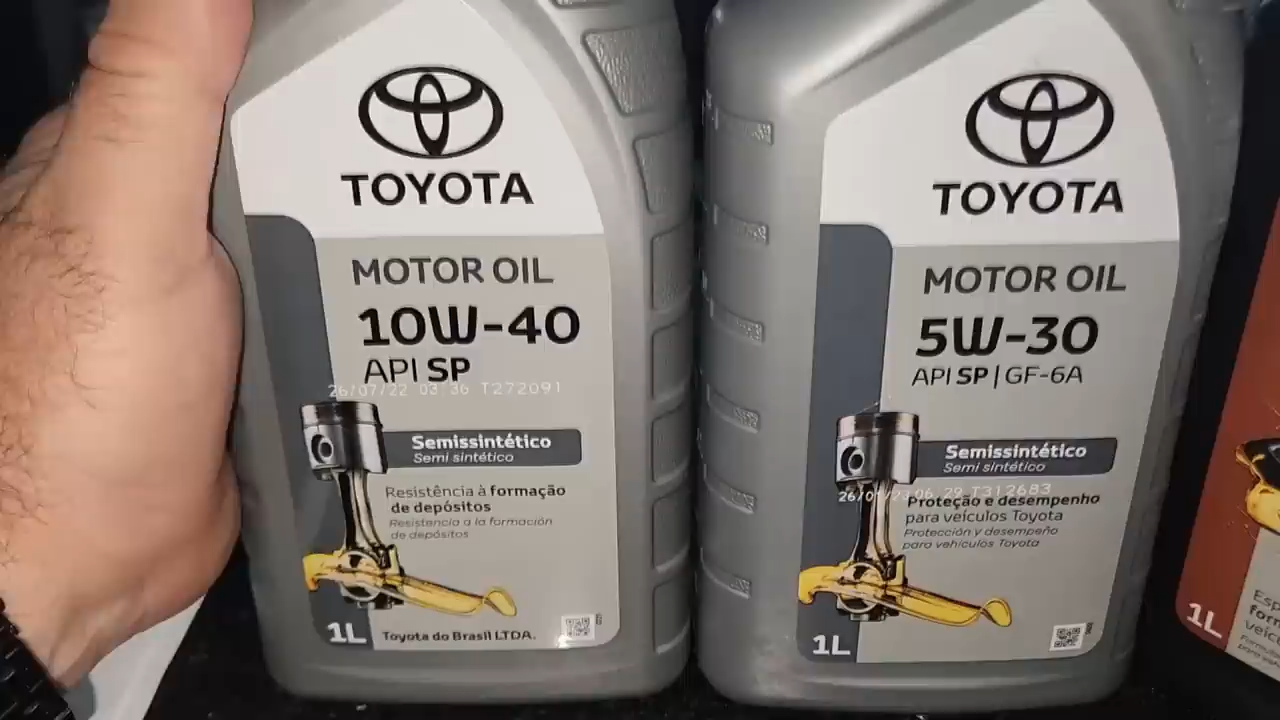 TOYOTA
MOTOR OIL
10W-40
API SP
26/07/22 03:36 T272091
Semissintético
Semi sintético
Resistência à formação
de depósitos
Resistencia a la formación
de depósitos
1L
Toyota do Brasil LTDA.
TOYOTA
MOTOR OIL
5W-30
API SP | GF-6A
Semissintético
Semi sintético
T312683
Proteção e desempenho
para veículos Toyota
Protección y desempeño
para vehículos Toyota
1L
1L